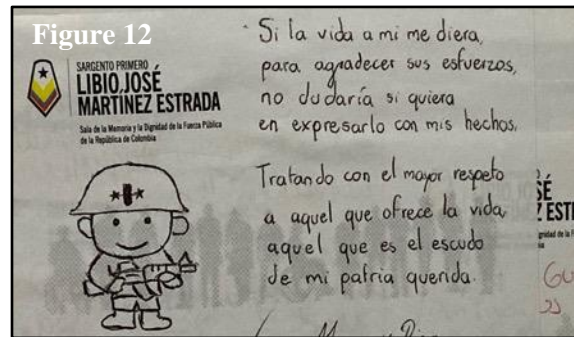 Figure 12
SARGENTO PRIMERO
LIBIO JOSÉ
MARTÍNEZ ESTRADA
Sala de la Memoria y la Dignidad de la Fuerza Pública
de la República de Colombia
Si la vida a mi me diera,
para agradecer sus esfuerzos,
no dudaría si quiera
en expresarlo con mis hechos.
Tratando con el mayor respeto
a aquel que ofrece la vida,
aquel que es el escudo
de mi patria querida.